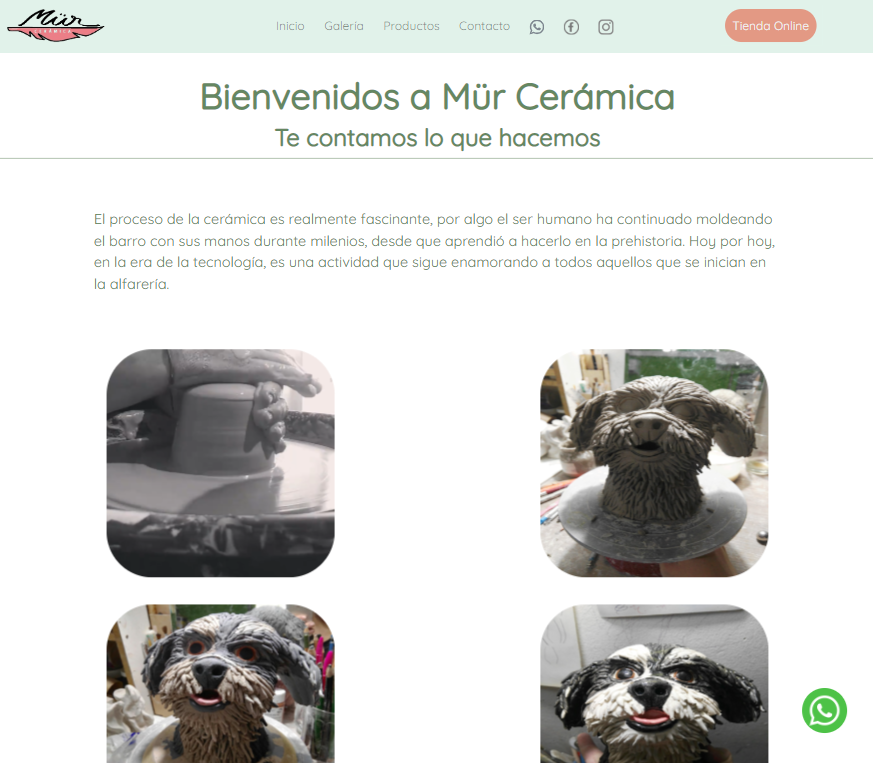 Mür
CERÁMICA
Inicio Galería Productos Contacto
Tienda Online
Bienvenidos a Mür Cerámica
Te contamos lo que hacemos
El proceso de la cerámica es realmente fascinante, por algo el ser humano ha continuado moldeando
el barro con sus manos durante milenios, desde que aprendió a hacerlo en la prehistoria. Hoy por hoy,
en la era de la tecnología, es una actividad que sigue enamorando a todos aquellos que se inician en
la alfarería.